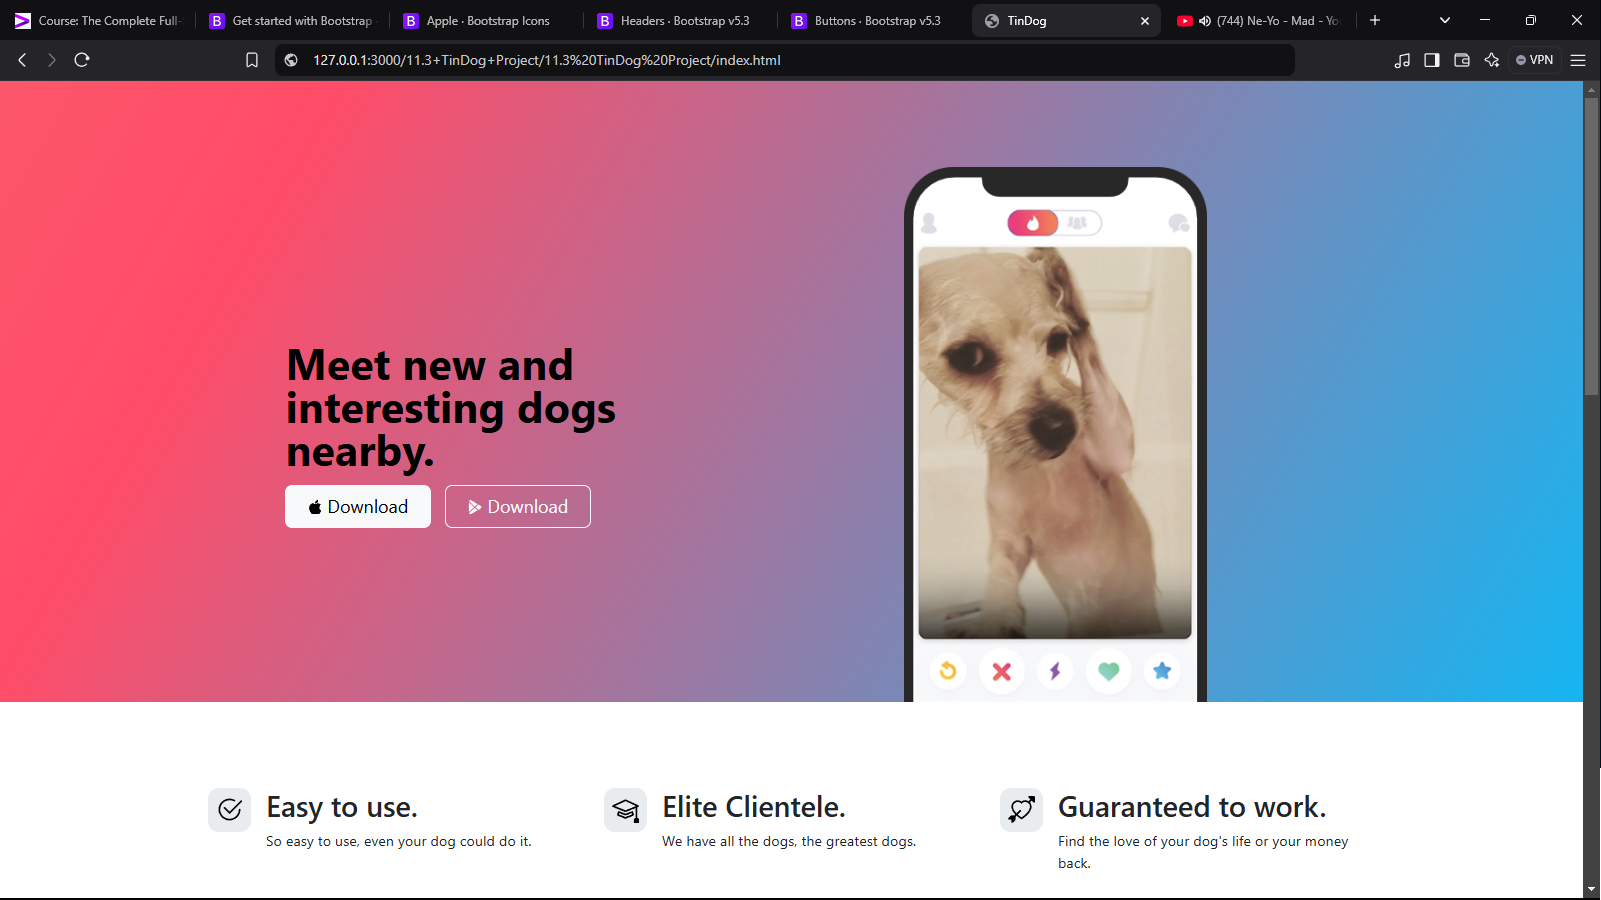 Course: The Complete Full-
Get started with Bootstrap
Apple · Bootstrap Icons
Headers · Bootstrap v5.3
Buttons · Bootstrap v5.3
TinDog
(744) Ne-Yo - Mad - Yo
127.0.0.1:3000/11.3+TinDog+Project/11.3%20TinDog%20Project/index.html
VPN
Meet new and
interesting dogs
nearby.
Download
Download
Easy to use.
So easy to use, even your dog could do it.
Elite Clientele.
We have all the dogs, the greatest dogs.
Guaranteed to work.
Find the love of your dog's life or your money
back.